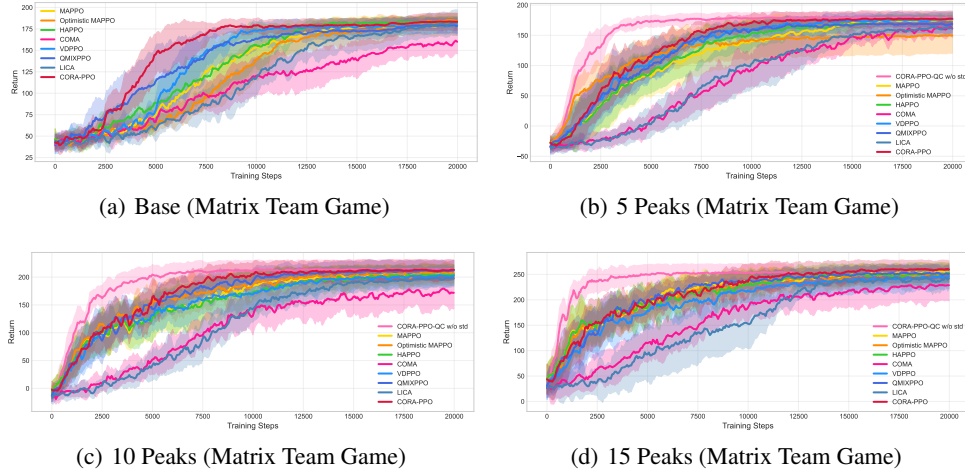 MAPPO
Optimistic MAPPO
HAPPO
COMA
VDPPO
QMIXPPO
LICA
CORA-PPO
Return
200
175
150
125
100
75
50
25
0
2500
5000
7500
10000
12500
15000
17500
20000
Training Steps
(a) Base (Matrix Team Game)
CORA-PPO-QC w/o std
MAPPO
Optimistic MAPPO
HAPPO
COMA
VDPPO
QMIXPPO
LICA
CORA-PPO
Return
200
150
100
50
0
−50
0
2500
5000
7500
10000
12500
15000
17500
20000
Training Steps
(b) 5 Peaks (Matrix Team Game)
CORA-PPO-QC w/o std
MAPPO
Optimistic MAPPO
HAPPO
COMA
VDPPO
QMIXPPO
LICA
CORA-PPO
Return
200
150
100
50
0
0
2500
5000
7500
10000
12500
15000
17500
20000
Training Steps
(c) 10 Peaks (Matrix Team Game)
CORA-PPO-QC w/o std
MAPPO
Optimistic MAPPO
HAPPO
COMA
VDPPO
QMIXPPO
LICA
CORA-PPO
Return
250
200
150
100
50
0
0
2500
5000
7500
10000
12500
15000
17500
20000
Training Steps
(d) 15 Peaks (Matrix Team Game)